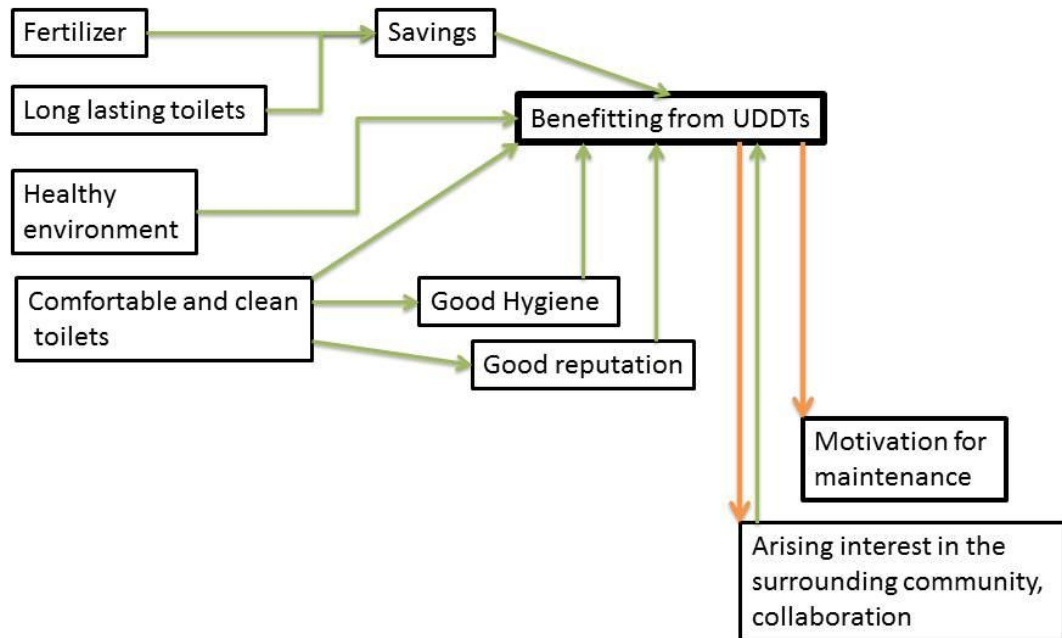 Fertilizer
Savings
Long lasting toilets
Benefitting from UDDTs
Healthy
environment
Comfortable and clean
toilets
Good Hygiene
Good reputation
Motivation for
maintenance
Arising interest in the
surrounding community,
collaboration